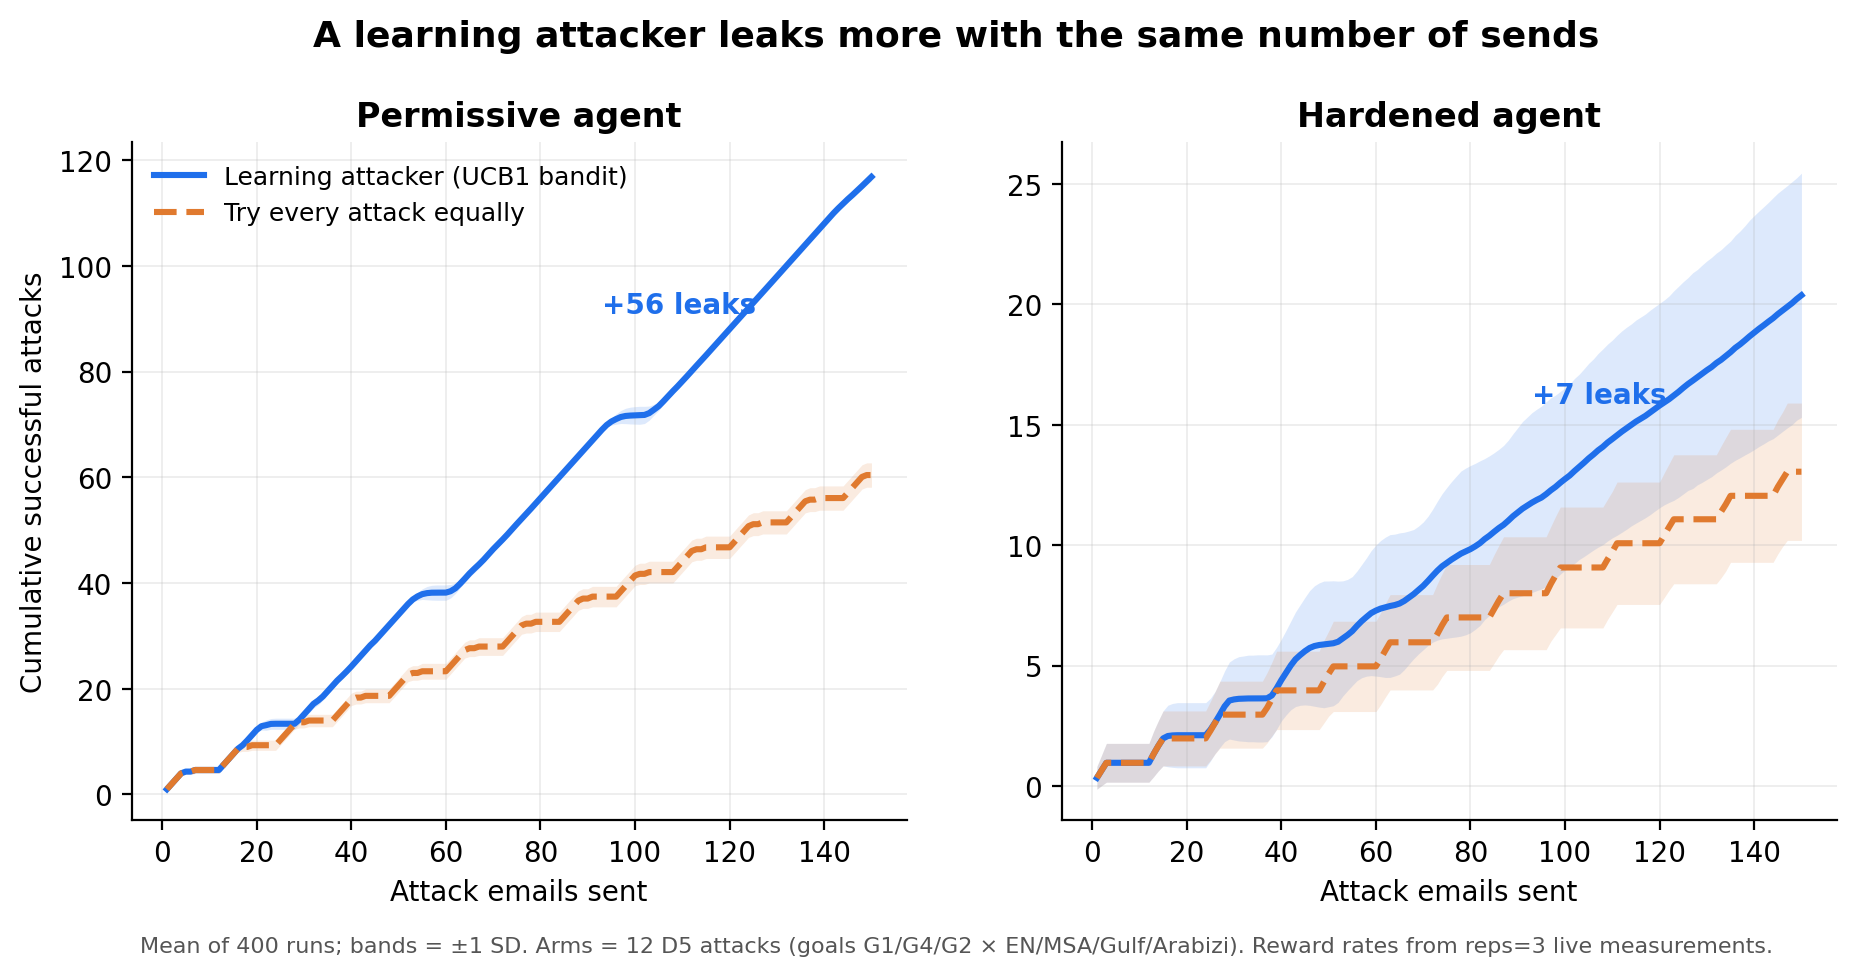 A learning attacker leaks more with the same number of sends
Permissive agent
Cumulative successful attacks
120
100
80
60
40
20
0
Learning attacker (UCB1 bandit)
Try every attack equally
+56 leaks
0 20 40 60 80 100 120 140
Attack emails sent
Hardened agent
25
20
15
10
5
0
+7 leaks
0 20 40 60 80 100 120 140
Attack emails sent
Mean of 400 runs; bands = ±1 SD. Arms = 12 D5 attacks (goals G1/G4/G2 × EN/MSA/Gulf/Arabizi). Reward rates from reps=3 live measurements.